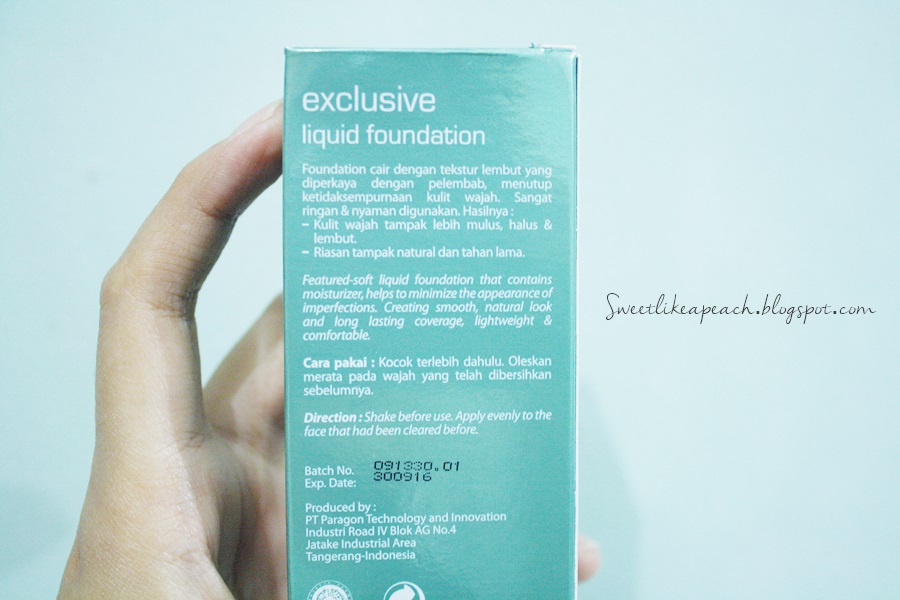 exclusive
liquid foundation
Foundation cair dengan tekstur lembut yang
diperkaya dengan pelembab, menutup
ketidaksempurnaan kulit wajah. Sangat
ringan & nyaman digunakan. Hasilnya :
– Kulit wajah tampak lebih mulus, halus &
lembut.
– Riasan tampak natural dan tahan lama.
Featured-soft liquid foundation that contains
moisturizer, helps to minimize the appearance of
imperfections. Creating smooth, natural look
and long lasting coverage, lightweight &
comfortable.
Cara pakai : Kocok terlebih dahulu. Oleskan
merata pada wajah yang telah dibersihkan
sebelumnya.
Direction : Shake before use. Apply evenly to the
face that had been cleared before.
Batch No. 091330.01
Exp. Date: 300916
Produced by :
PT Paragon Technology and Innovation
Industri Road IV Blok AG No.4
Jatake Industrial Area
Tangerang-Indonesia
Sweetlikeapeach.blogspot.com